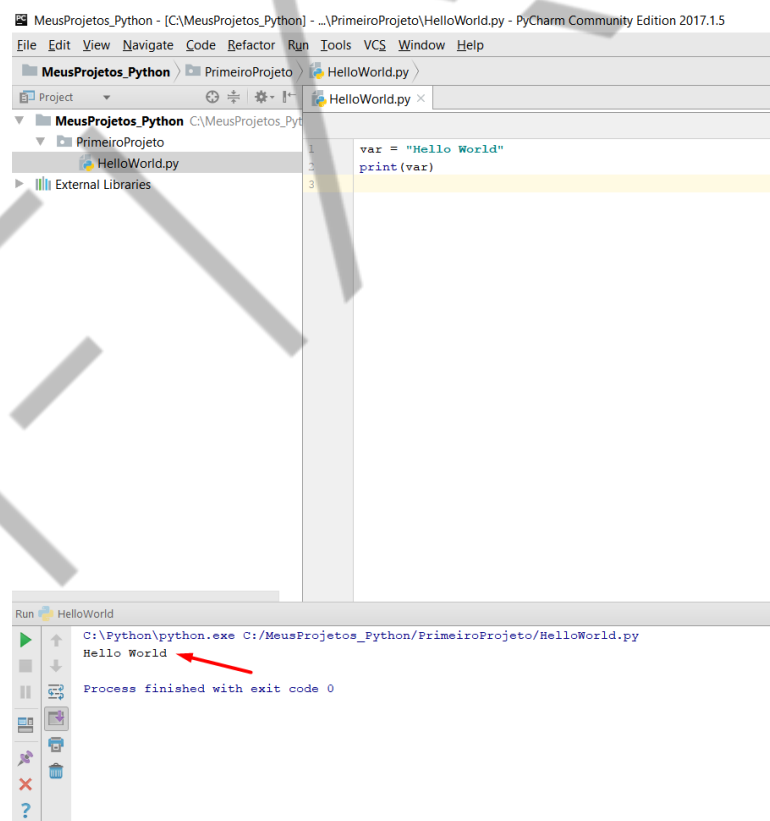 MeusProjetos_Python - [C:\MeusProjetos_Python] - ...\PrimeiroProjeto\HelloWorld.py - PyCharm Community Edition 2017.1.5
File Edit View Navigate Code Refactor Run Tools VCS Window Help
MeusProjetos_Python PrimeiroProjeto HelloWorld.py
Project HelloWorld.py
MeusProjetos_Python C:\MeusProjetos_Pyt
PrimeiroProjeto
HelloWorld.py
External Libraries
1 var = "Hello World"
2 print(var)
3
Run HelloWorld
C:\Python\python.exe C:/MeusProjetos_Python/PrimeiroProjeto/HelloWorld.py
Hello World
Process finished with exit code 0